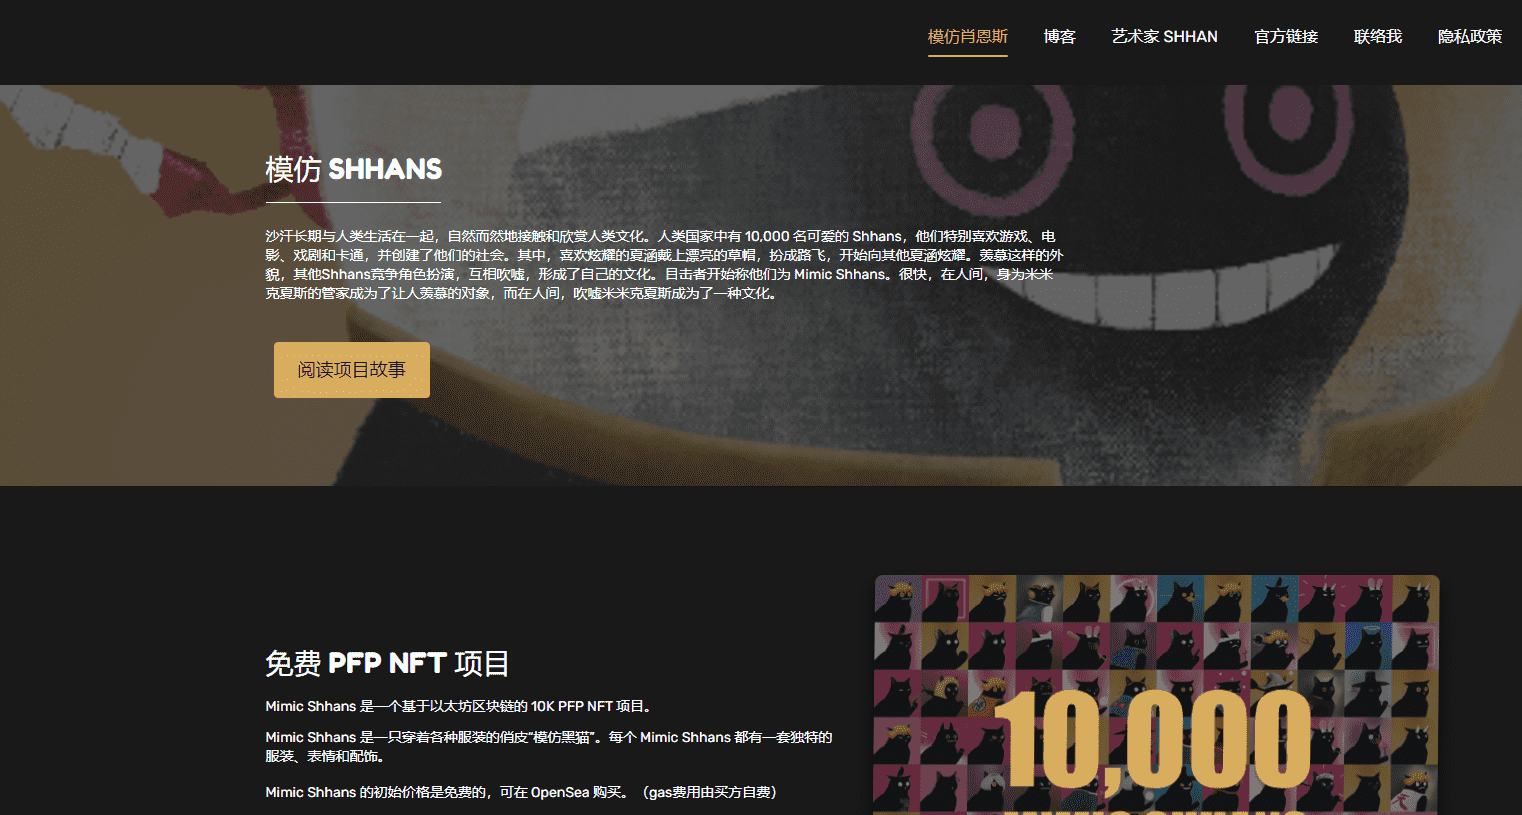 模仿肖恩斯 博客 艺术家 SHHAN 官方链接 联络我 隐私政策
模仿 SHHANS
沙汗长期与人类生活在一起，自然而然地接触和欣赏人类文化。人类国家中有 10,000 名可爱的 Shhans，他们特别喜欢游戏、电
影、戏剧和卡通，并创建了他们的社会。其中，喜欢炫耀的夏涵戴上漂亮的草帽，扮成路飞，开始向其他夏涵炫耀。羡慕这样的外
貌，其他Shhans竞争角色扮演，互相吹嘘，形成了自己的文化。目击者开始称他们为 Mimic Shhans。很快，在人间，身为米米
克夏斯的管家成为了让人羡慕的对象，而在人间，吹嘘米米克夏斯成为了一种文化。
阅读项目故事
免费 PFP NFT 项目
Mimic Shhans 是一个基于以太坊区块链的 10K PFP NFT 项目。
Mimic Shhans 是一只穿着各种服装的俏皮“模仿黑猫”。每个 Mimic Shhans 都有一套独特的
服装、表情和配饰。
Mimic Shhans 的初始价格是免费的，可在 OpenSea 购买。（gas费用由买方自费）
10,000